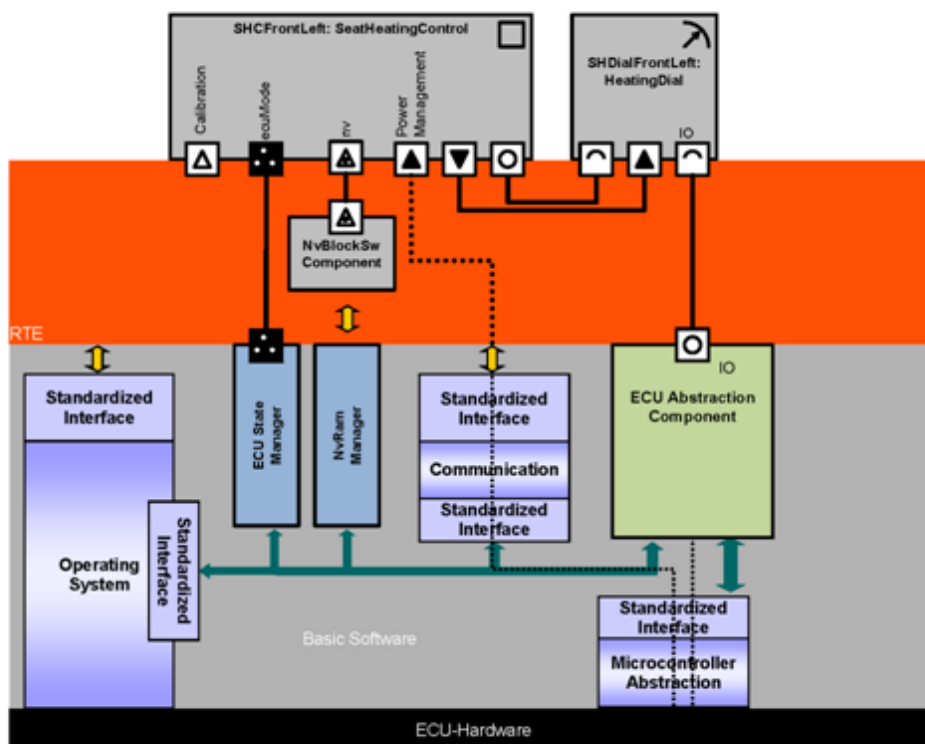 SHCFrontLeft: SeatHeatingControl
Calibration
ecuMode
nv
Power
Management
SHDialFrontLeft:
HeatingDial
IO
NvBlockSw
Component
RTE
Standardized
Interface
Operating
System
Standardized
Interface
ECU State
Manager
NvRam
Manager
Standardized
Interface
Communication
Standardized
Interface
IO
ECU Abstraction
Component
Standardized
Interface
Microcontroller
Abstraction
Basic Software
ECU-Hardware